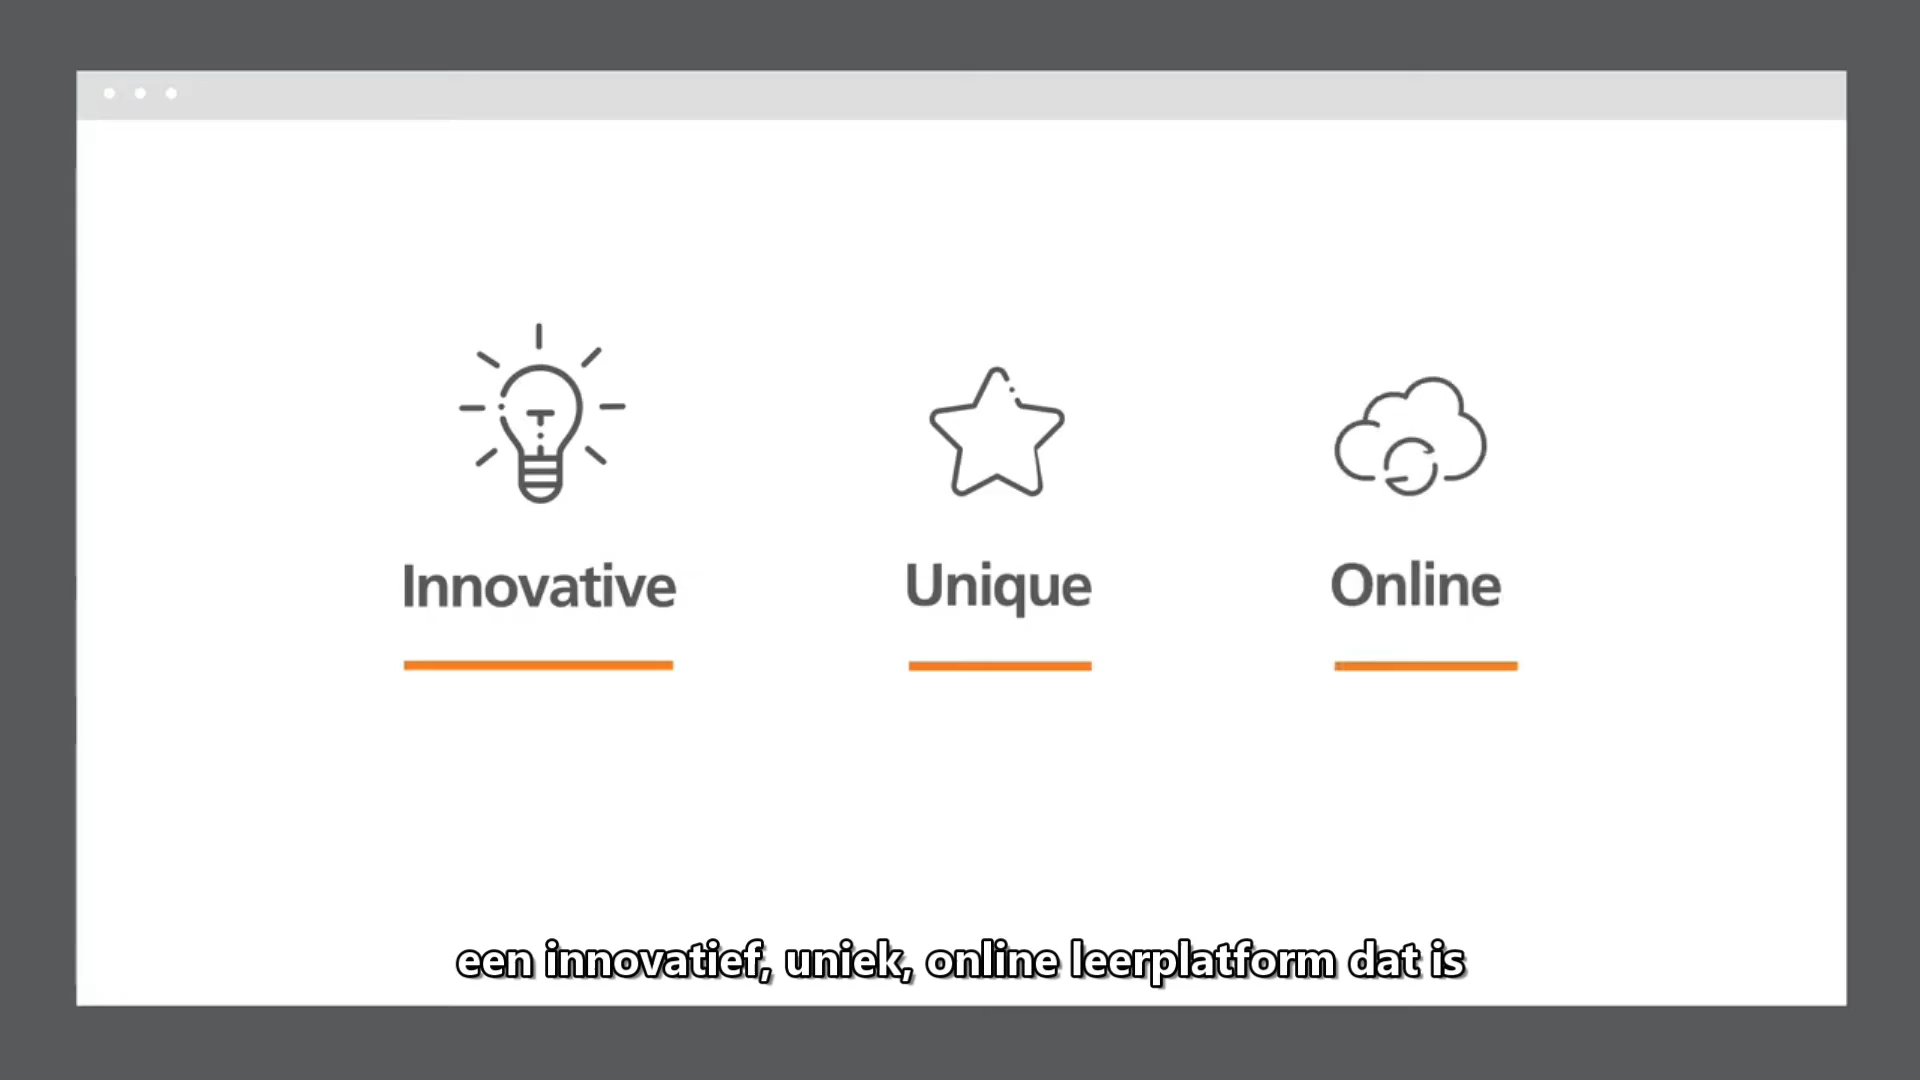 Innovative
Unique
Online
een innovatief, uniek, online leerplatform dat is